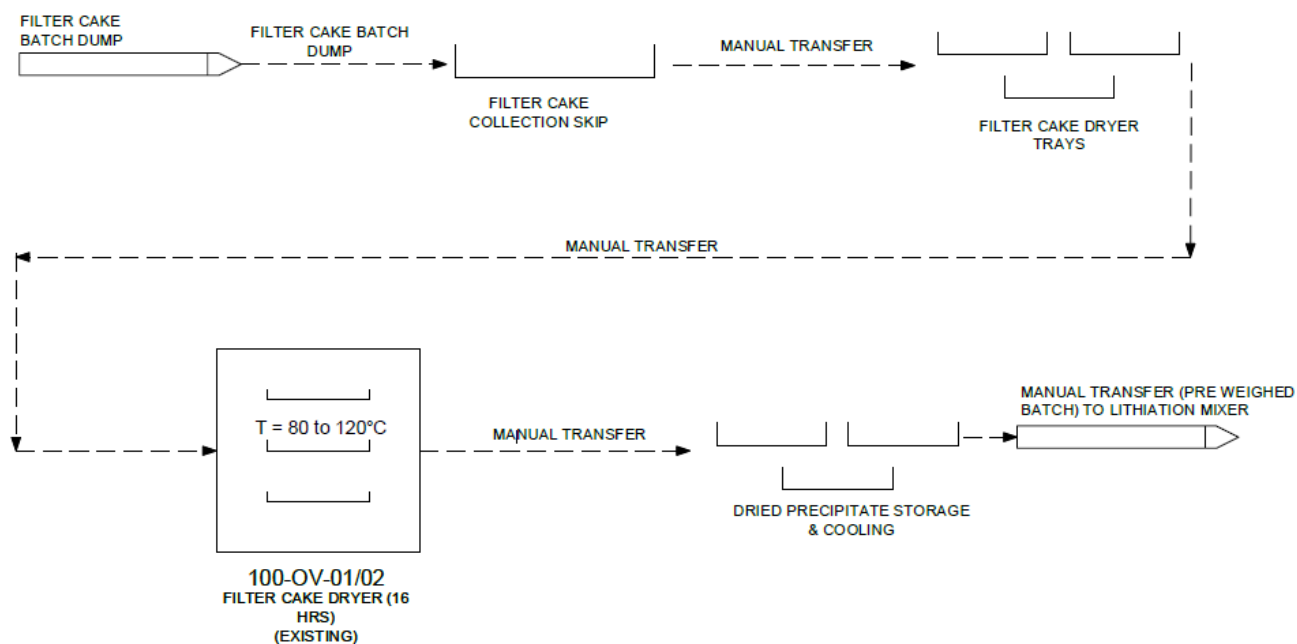 FILTER CAKE
BATCH DUMP
FILTER CAKE BATCH
DUMP
MANUAL TRANSFER
FILTER CAKE
COLLECTION SKIP
FILTER CAKE DRYER
TRAYS
MANUAL TRANSFER
T = 80 to 120°C
MANUAL TRANSFER
MANUAL TRANSFER (PRE WEIGHED
BATCH) TO LITHIATION MIXER
DRIED PRECIPITATE STORAGE
& COOLING
100-OV-01/02
FILTER CAKE DRYER (16
HRS)
(EXISTING)